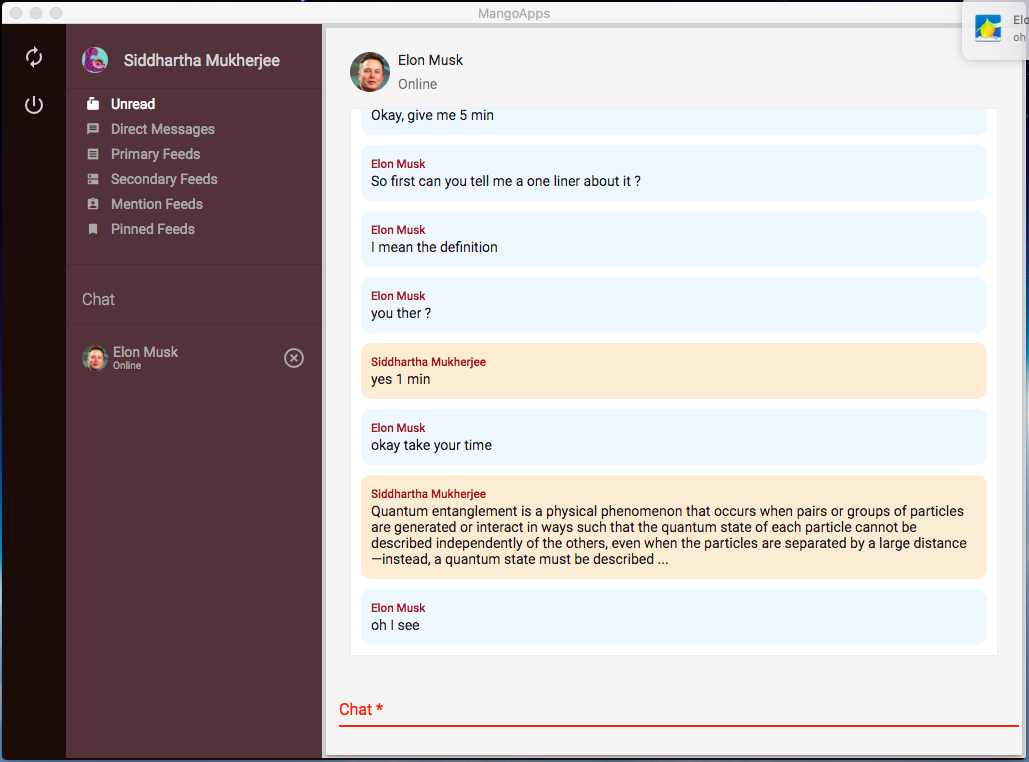 MangoApps
Elo
oh
Siddhartha Mukherjee
Unread
Direct Messages
Primary Feeds
Secondary Feeds
Mention Feeds
Pinned Feeds
Chat
Elon Musk
Online
Elon Musk
Online
Okay, give me 5 min
Elon Musk
So first can you tell me a one liner about it ?
Elon Musk
I mean the definition
Elon Musk
you ther ?
Siddhartha Mukherjee
yes 1 min
Elon Musk
okay take your time
Siddhartha Mukherjee
Quantum entanglement is a physical phenomenon that occurs when pairs or groups of particles
are generated or interact in ways such that the quantum state of each particle cannot be
described independently of the others, even when the particles are separated by a large distance
—instead, a quantum state must be described ...
Elon Musk
oh I see
Chat *